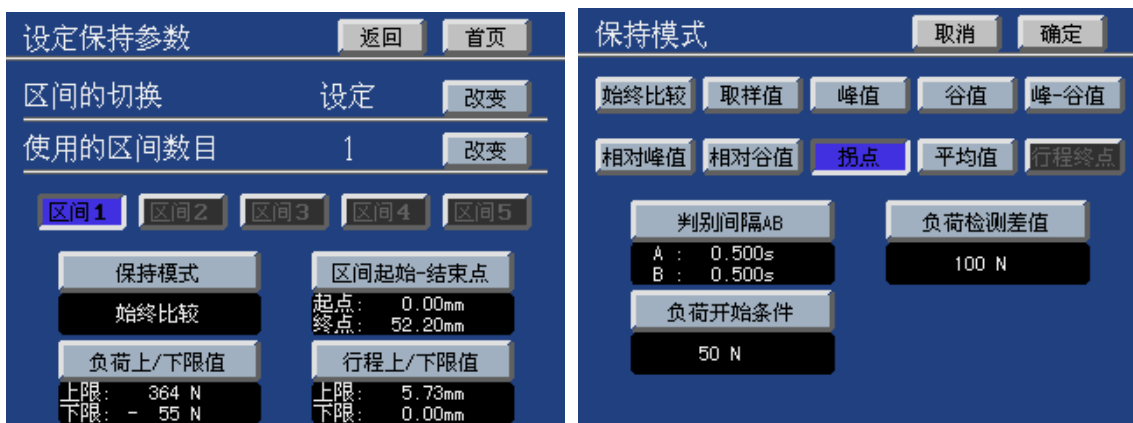 设定保持参数 返回 首页
区间的切换 设定 改变
使用的区间数目 1 改变
区间1 区间2 区间3 区间4 区间5
保持模式 区间起始-结束点
始终比较
起点: 0.00mm
终点: 52.20mm
负荷上/下限值 行程上/下限值
上限: 364 N
下限: - 55 N
上限: 5.73mm
下限: 0.00mm
保持模式 取消 确定
始终比较 取样值 峰值 谷值 峰-谷值
相对峰值 相对谷值 拐点 平均值 行程终点
判别间隔AB 负荷检测差值
A : 0.500s
B : 0.500s
100 N
负荷开始条件
50 N